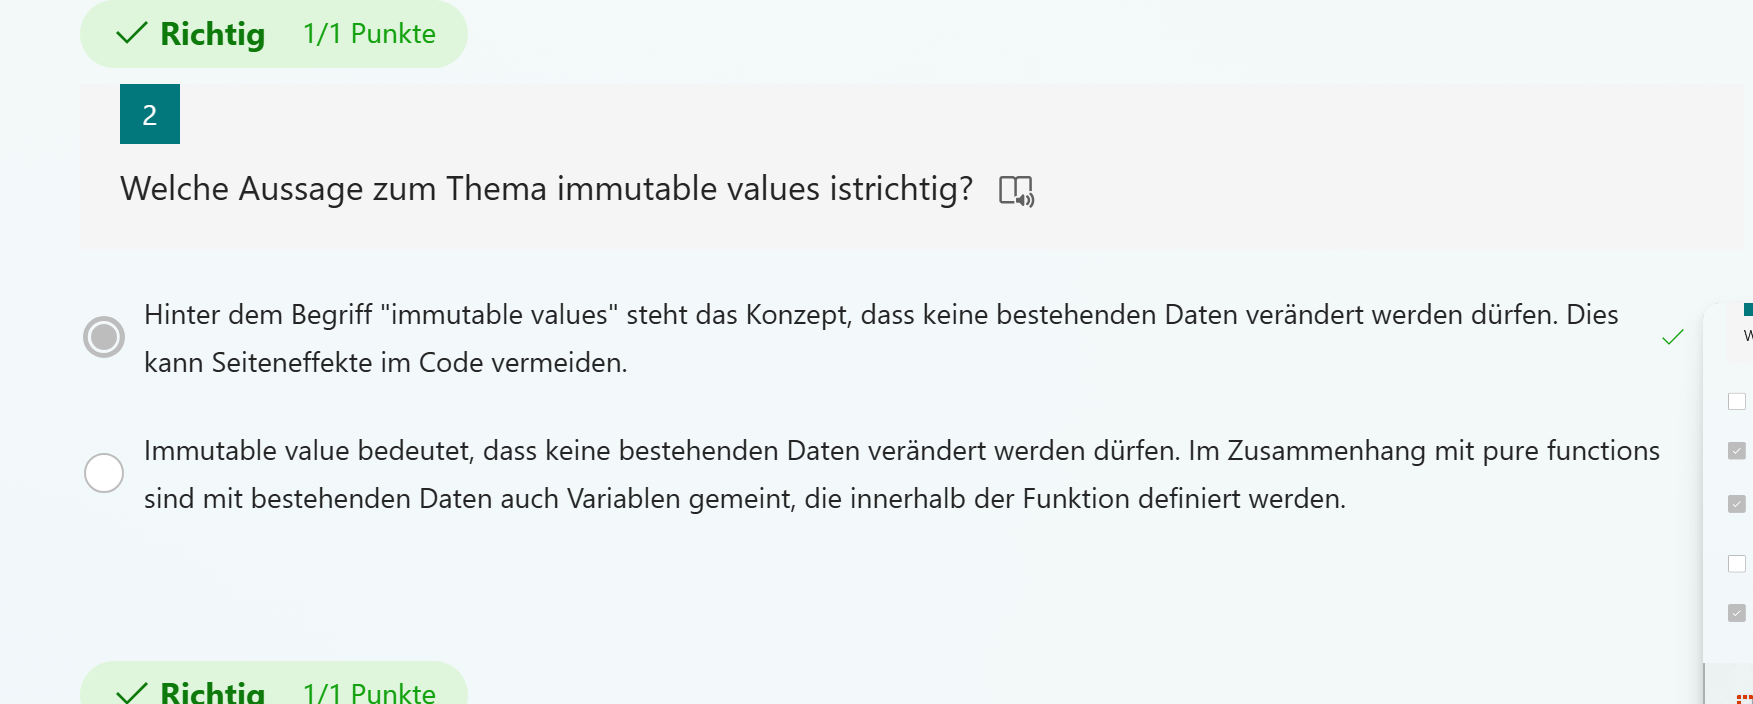 Richtig 1/1 Punkte
2
Welche Aussage zum Thema immutable values istrichtig?
Hinter dem Begriff "immutable values" steht das Konzept, dass keine bestehenden Daten verändert werden dürfen. Dies
kann Seiteneffekte im Code vermeiden.
Immutable value bedeutet, dass keine bestehenden Daten verändert werden dürfen. Im Zusammenhang mit pure functions
sind mit bestehenden Daten auch Variablen gemeint, die innerhalb der Funktion definiert werden.
Richtig 1/1 Punkte